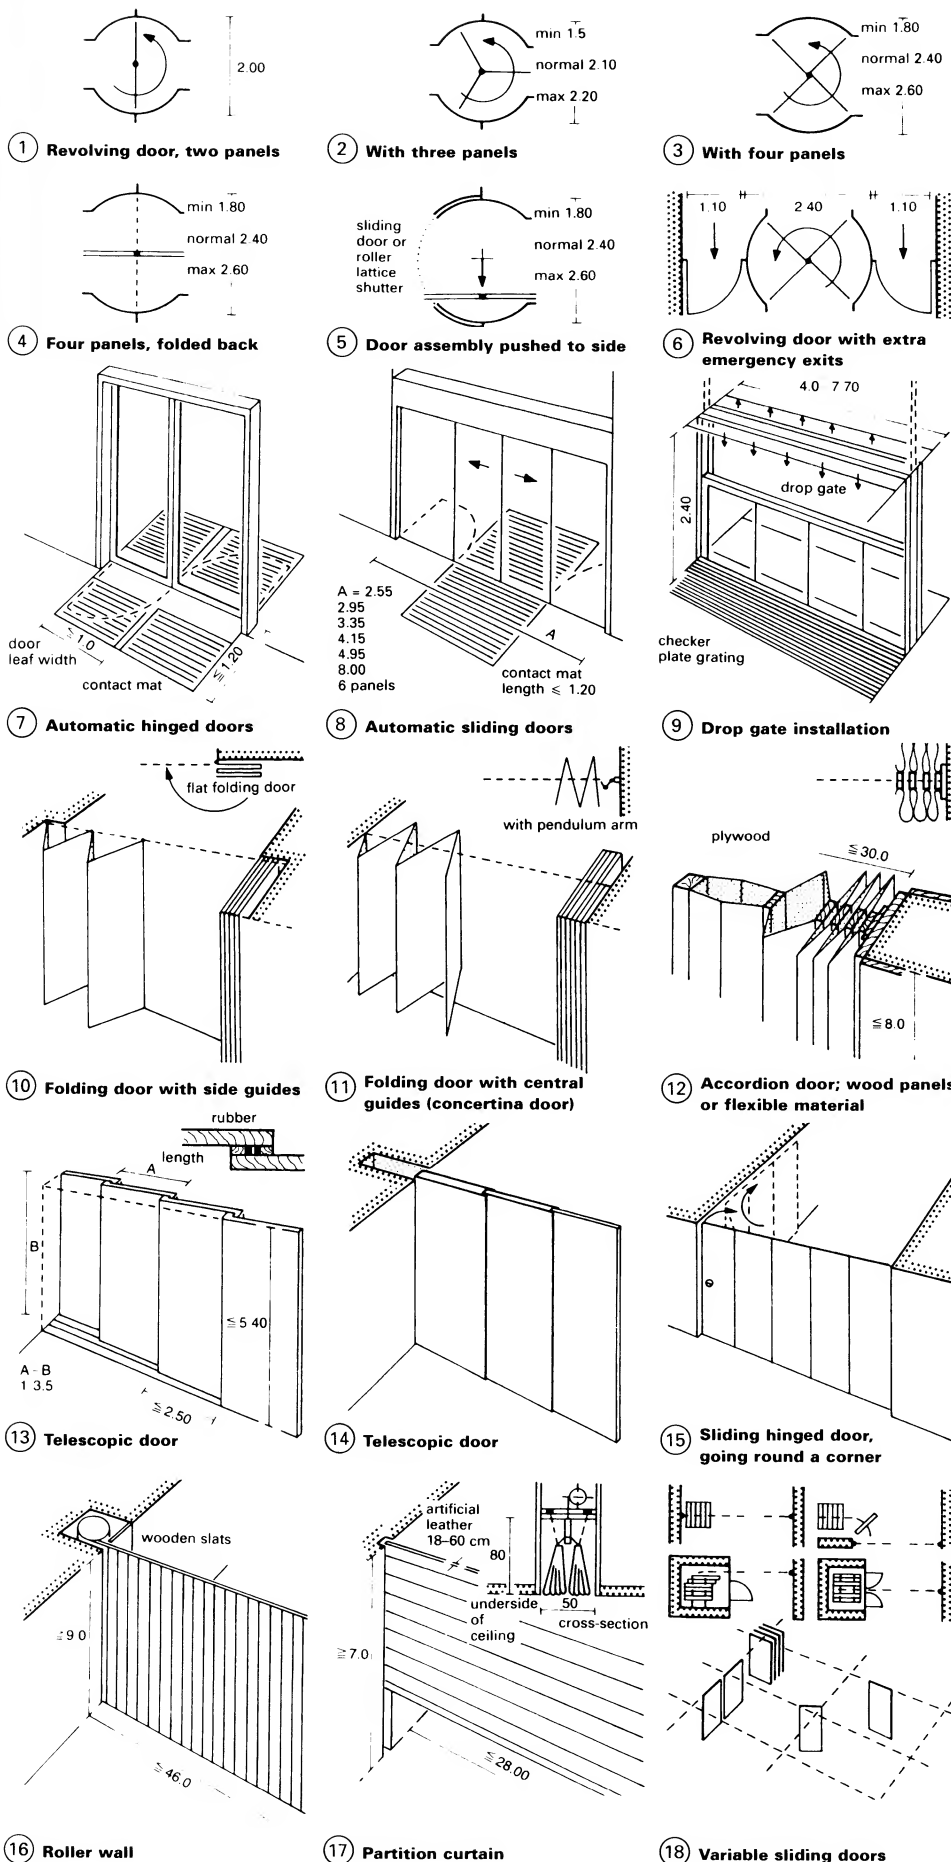 2.00
① Revolving door, two panels
min 1.5
normal 2.10
max 2.20
② With three panels
min 1.80
normal 2.40
max 2.60
③ With four panels
min 1.80
normal 2.40
max 2.60
④ Four panels, folded back
sliding
door or
roller
lattice
shutter
min 1.80
normal 2.40
max 2.60
⑤ Door assembly pushed to side
1.10 2 40 1.10
⑥ Revolving door with extra
emergency exits
door
leaf width
≤ 1.0
contact mat
≤ 1.20
⑦ Automatic hinged doors
A = 2.55
2.95
3.35
4.15
4.95
8.00
6 panels
A
contact mat
length ≤ 1.20
⑧ Automatic sliding doors
4.0 7 70
2.40
drop gate
checker
plate grating
⑨ Drop gate installation
flat folding door
⑩ Folding door with side guides
with pendulum arm
⑪ Folding door with central
guides (concertina door)
plywood
≦30.0
≦8.0
⑫ Accordion door; wood panels
or flexible material
rubber
length
A
B
≦5 40
A - B
1 3.5
≦2.50
⑬ Telescopic door
⑭ Telescopic door
⑮ Sliding hinged door,
going round a corner
wooden slats
≦46.0
⑯ Roller wall
artificial
leather
18–60 cm
80
50
underside
of
ceiling
cross-section
≧7.0
≦28.00
⑰ Partition curtain
⑱ Variable sliding doors